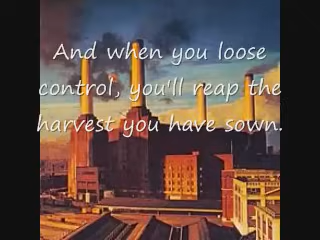 And when you loose
control, you'll reap the
harvest you have sown.